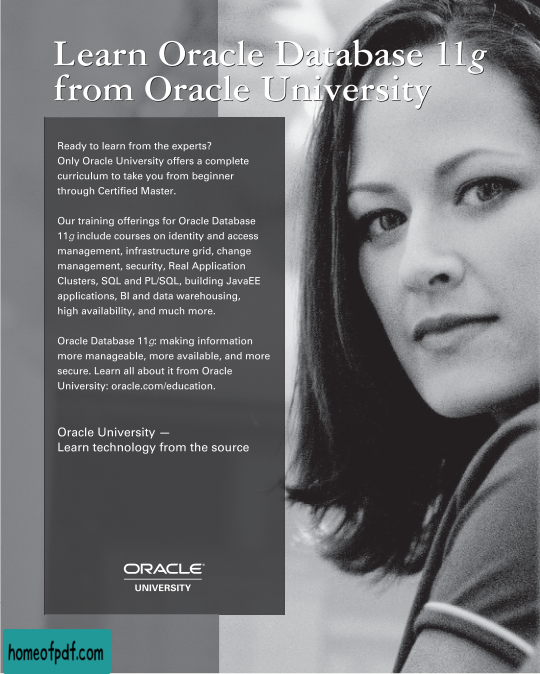 Learn Oracle Database 11g
from Oracle University
Ready to learn from the experts?
Only Oracle University offers a complete
curriculum to take you from beginner
through Certified Master.
Our training offerings for Oracle Database
11g include courses on identity and access
management, infrastructure grid, change
management, security, Real Application
Clusters, SQL and PL/SQL, building JavaEE
applications, BI and data warehousing,
high availability, and much more.
Oracle Database 11g: making information
more manageable, more available, and more
secure. Learn all about it from Oracle
University: oracle.com/education.
Oracle University —
Learn technology from the source
ORACLE®
UNIVERSITY
homeofpdf.com